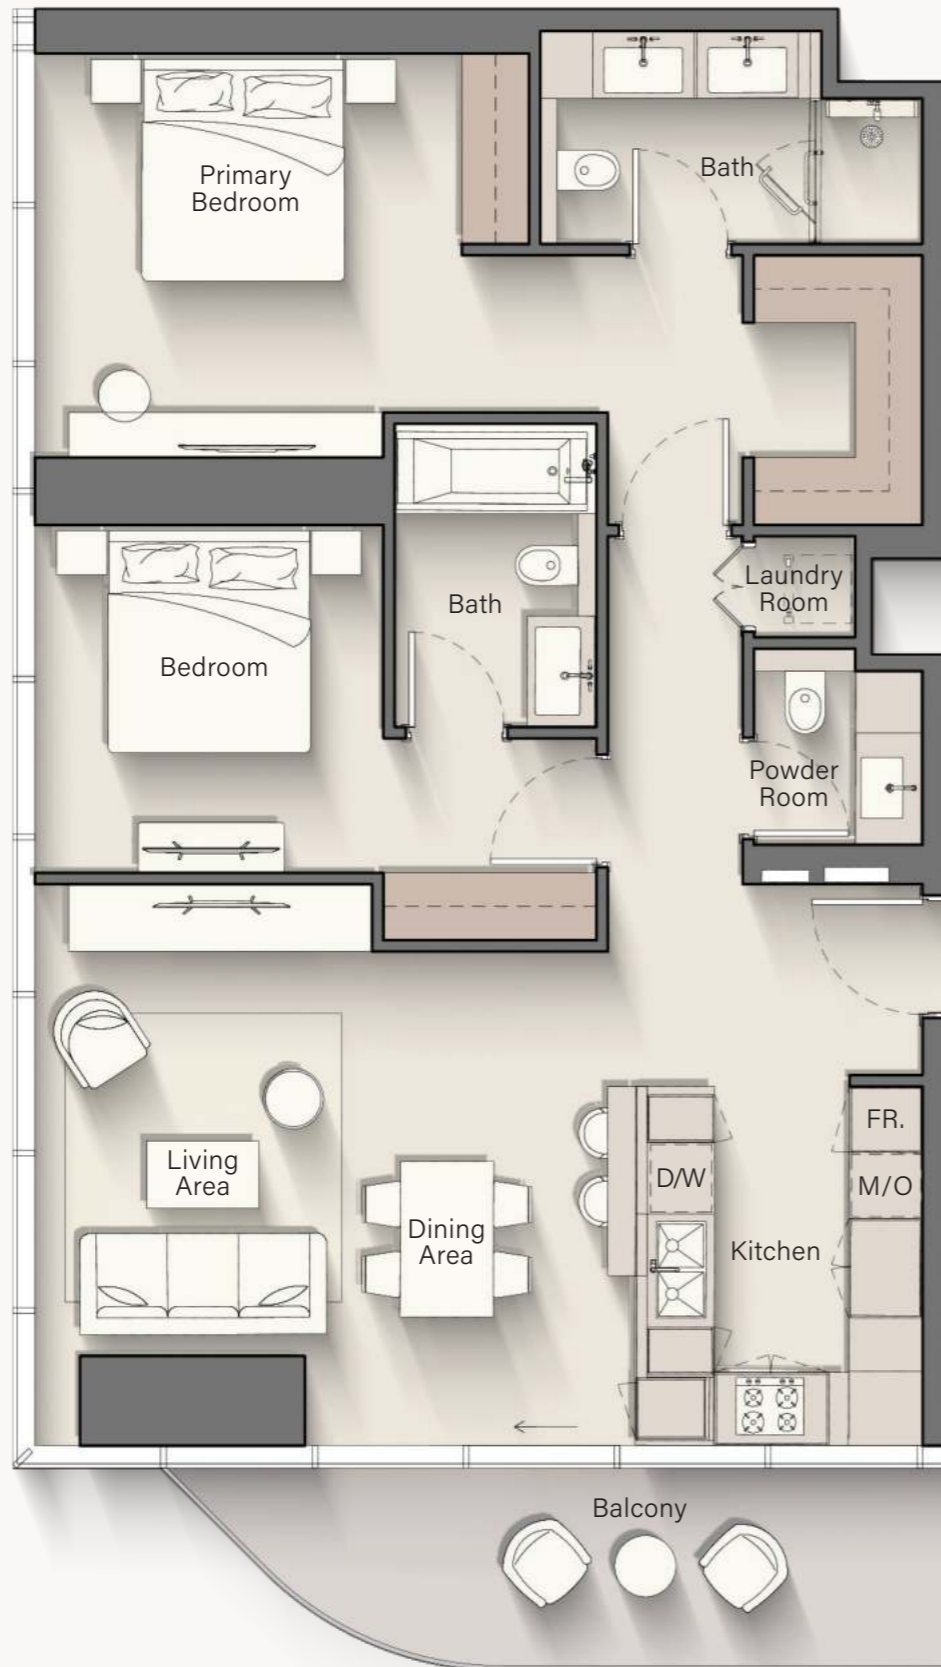 Primary
Bedroom
Bath
Laundry
Room
Bath
Bedroom
Powder
Room
FR.
Living
Area
D/W
M/O
Dining
Area
Kitchen
Balcony